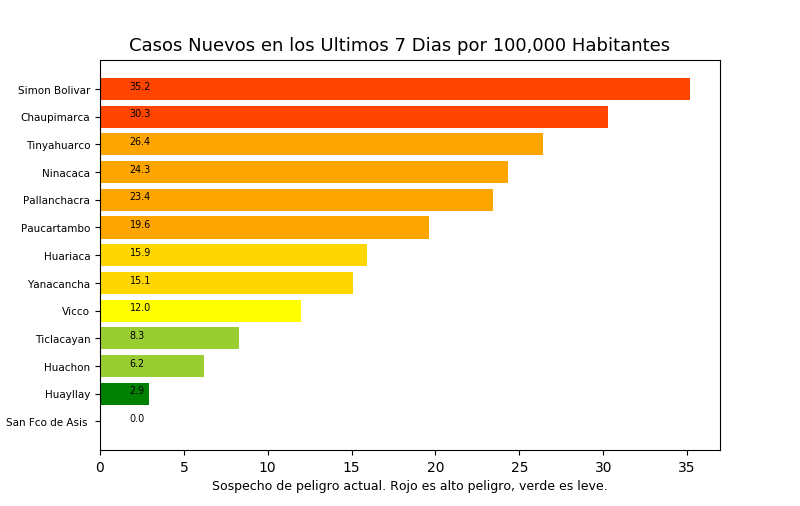 Casos Nuevos en los Ultimos 7 Dias por 100,000 Habitantes
Simon Bolivar 35.2
Chaupimarca 30.3
Tinyahuarco 26.4
Ninacaca 24.3
Pallanchacra 23.4
Paucartambo 19.6
Huariaca 15.9
Yanacancha 15.1
Vicco 12.0
Ticlacayan 8.3
Huachon 6.2
Huayllay 2.9
San Fco de Asis 0.0
0 5 10 15 20 25 30 35
Sospecho de peligro actual. Rojo es alto peligro, verde es leve.